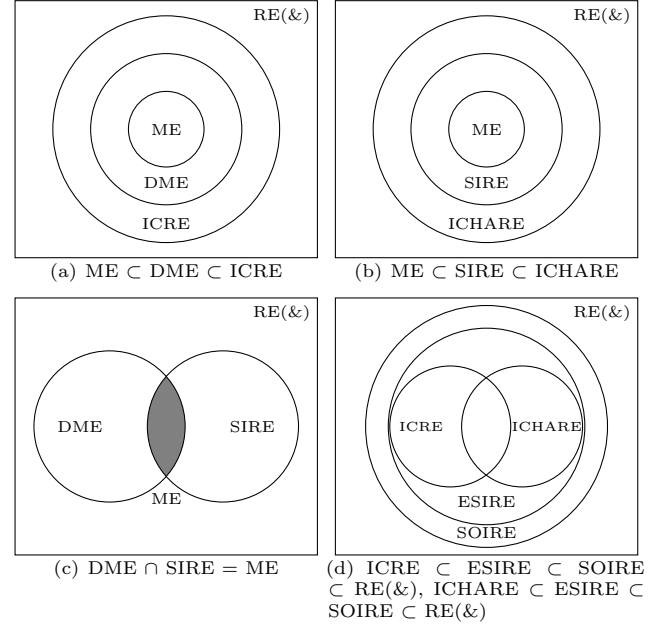 RE(&)
ME
DME
ICRE
(a) ME ⊂ DME ⊂ ICRE
RE(&)
ME
SIRE
ICHARE
(b) ME ⊂ SIRE ⊂ ICHARE
RE(&)
DME
SIRE
ME
(c) DME ∩ SIRE = ME
RE(&)
ICRE
ICHARE
ESIRE
SOIRE
(d) ICRE ⊂ ESIRE ⊂ SOIRE
⊂ RE(&), ICHARE ⊂ ESIRE ⊂
SOIRE ⊂ RE(&)